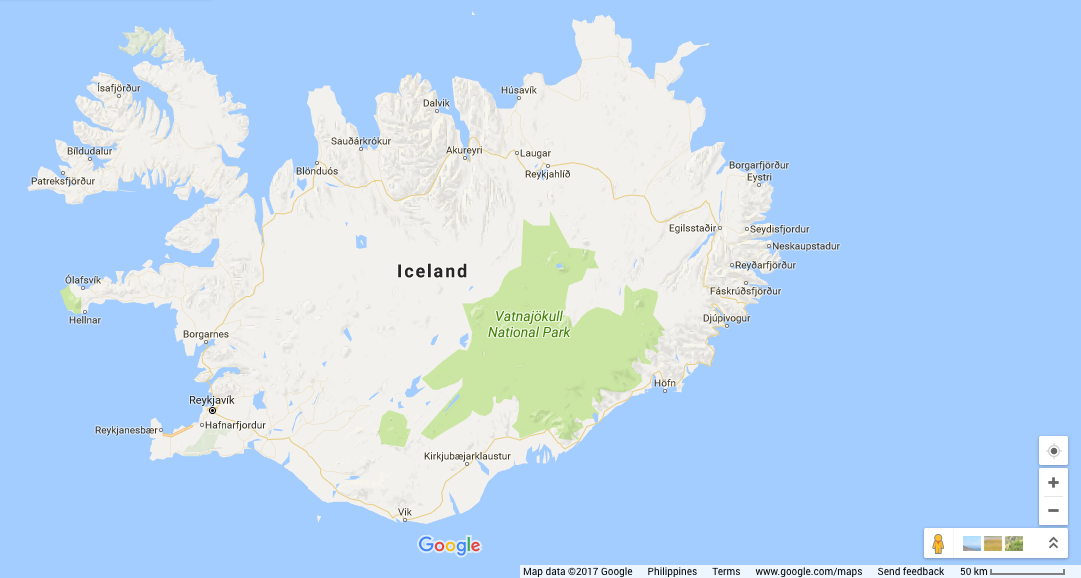 Ísafjörður
Dalvik
Húsavík
Sauðárkrókur
Akureyri
Laugar
Bíldudalur
Patreksfjörður
Blönduós
Reykjahlíð
Borgarfjörður
Eystri
Egilsstaðir
Seydisfjordur
Neskaupstadur
Reyðarfjörður
Iceland
Ólafsvík
Fáskrúðsfjörður
Hellnar
Vatnajökull
National Park
Djúpivogur
Borgarnes
Höfn
Reykjavík
Hafnarfjordur
Reykjanesbær
Kirkjubæjarklaustur
Vik
Google
Map data ©2017 Google Philippines Terms www.google.com/maps Send feedback 50 km